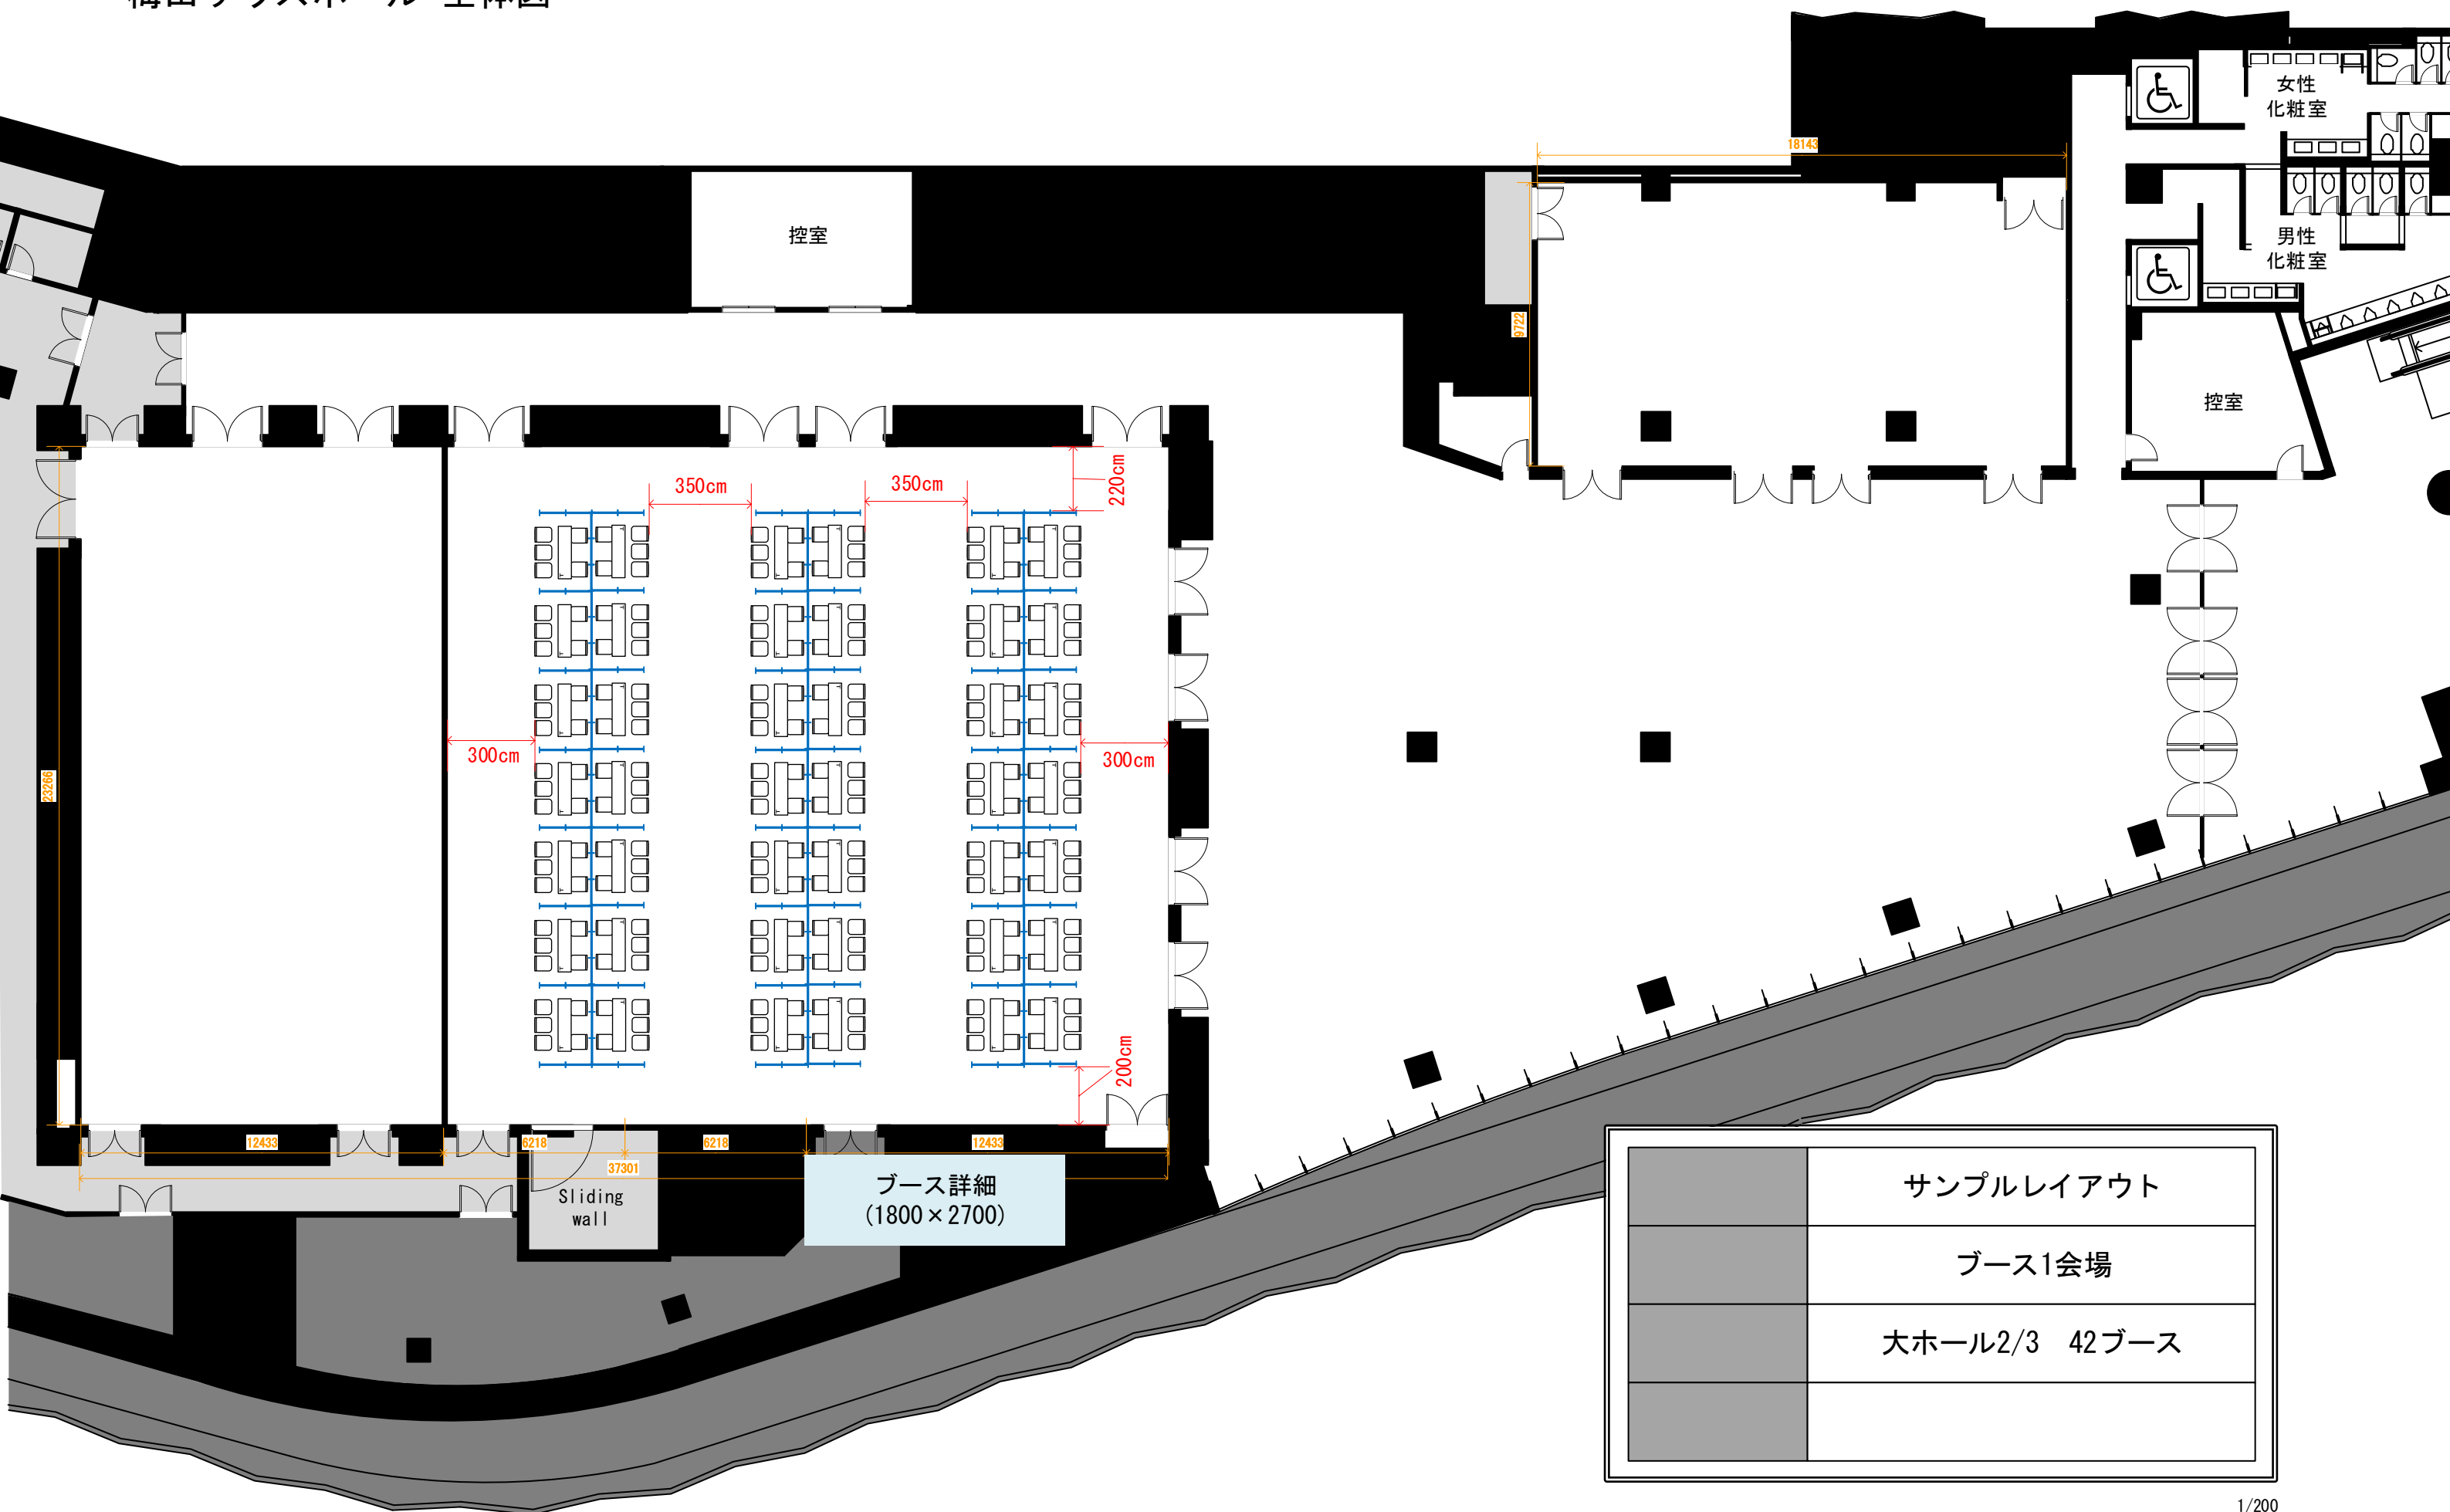 18143
女性
化粧室
控室
男性
化粧室
9722
控室
350cm
350cm
220cm
300cm
300cm
23266
200cm
12433
6218
6218
12433
37301
Sliding
wall
ブース詳細
(1800×2700)
サンプルレイアウト
ブース1会場
大ホール2/3　42ブース
1/200